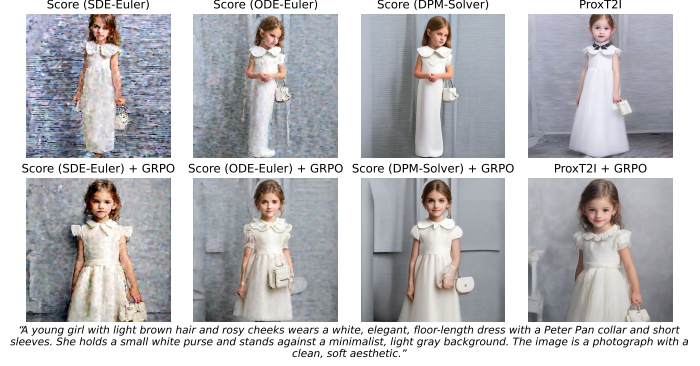 Score (SDE-Euler) Score (ODE-Euler) Score (DPM-Solver) ProxT2I
Score (SDE-Euler) + GRPO Score (ODE-Euler) + GRPO Score (DPM-Solver) + GRPO ProxT2I + GRPO
"A young girl with light brown hair and rosy cheeks wears a white, elegant, floor-length dress with a Peter Pan collar and short
sleeves. She holds a small white purse and stands against a minimalist, light gray background. The image is a photograph with a
clean, soft aesthetic."